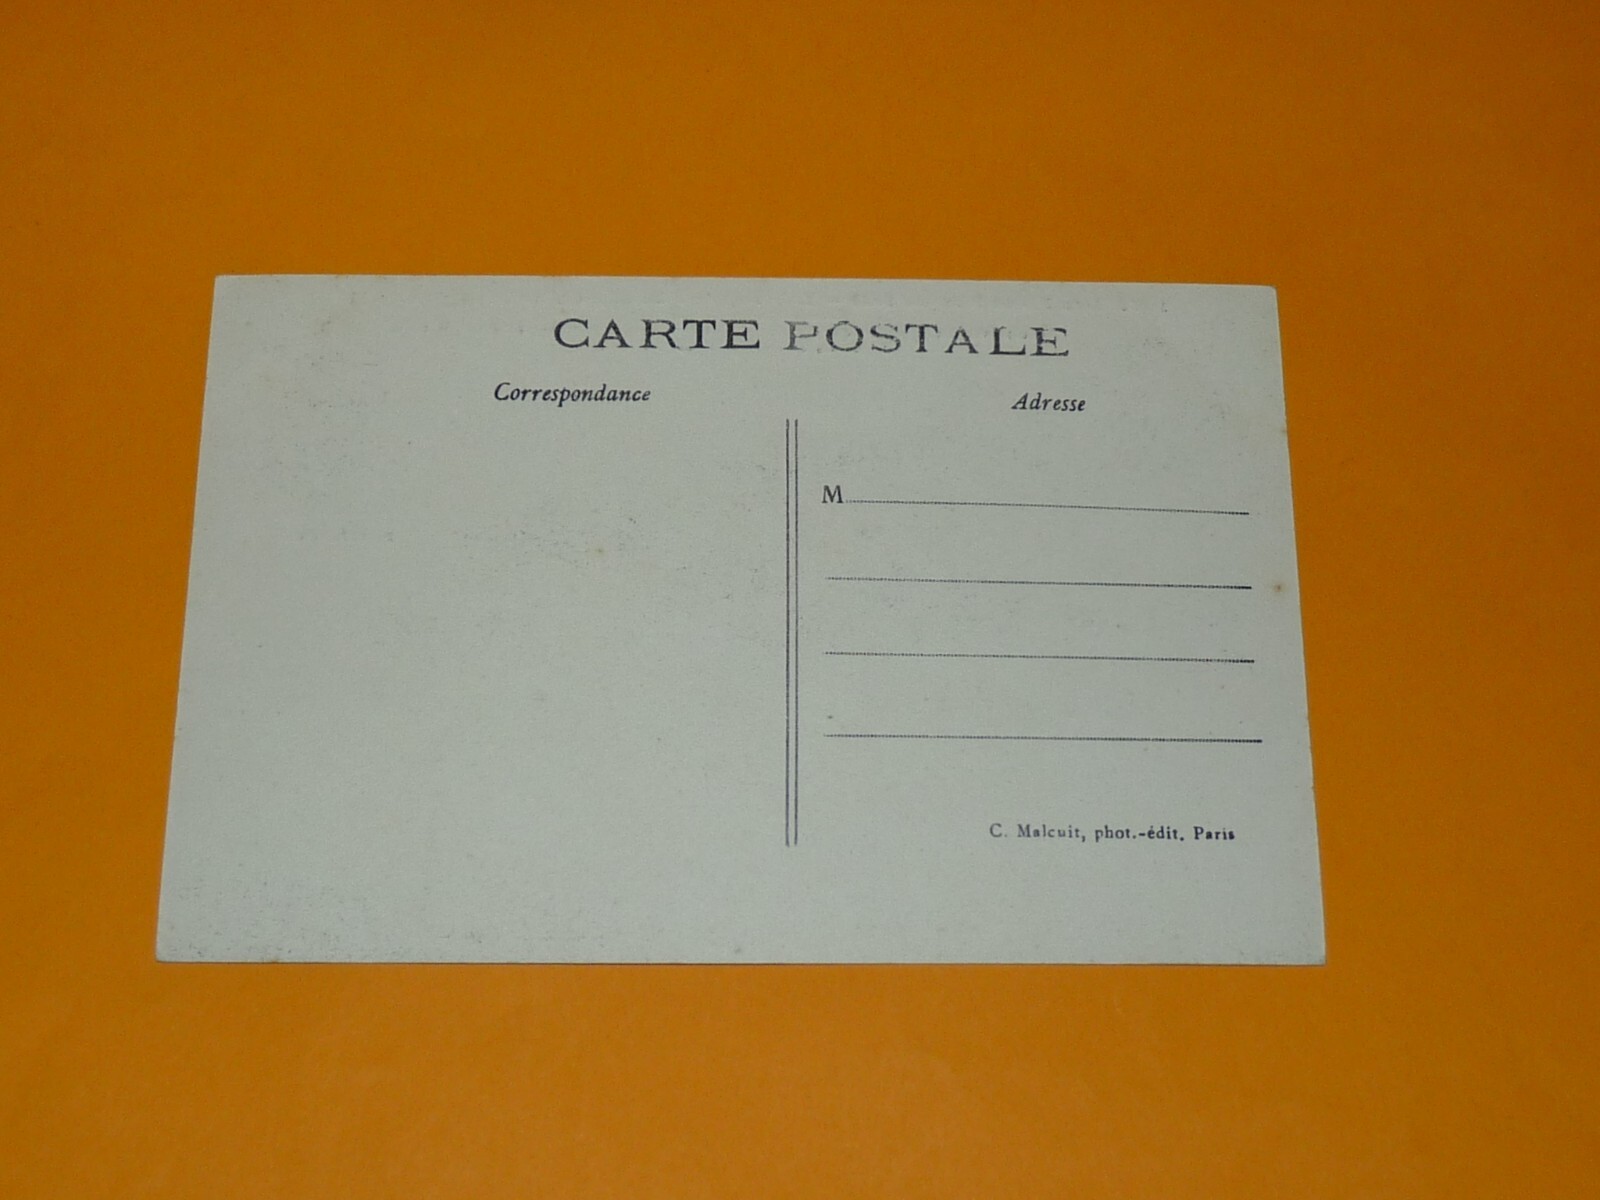 CARTE POSTALE
Correspondance
Adresse
M
C. Malcuit, phot.-édit. Paris